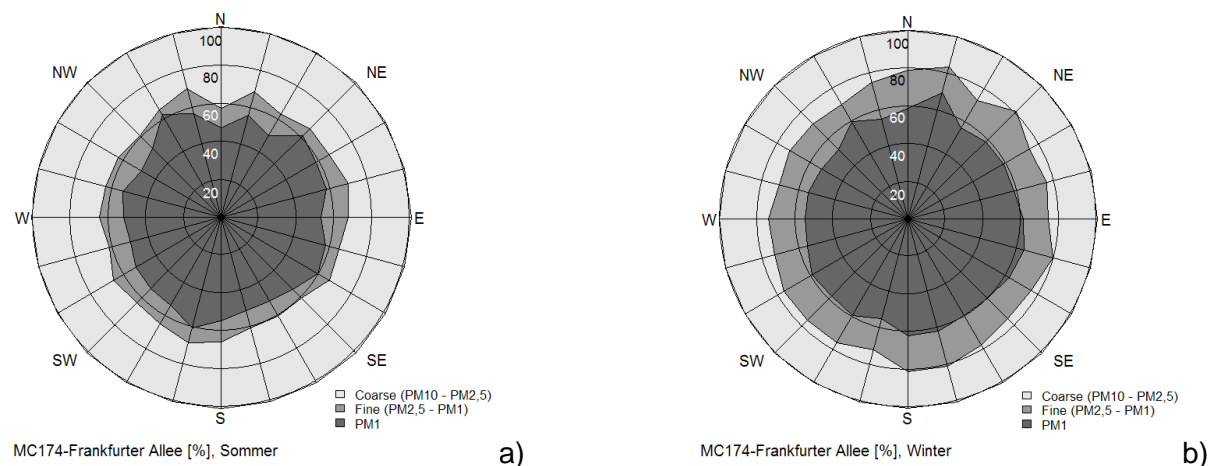 N
100
80
60
40
20
NW
NE
W
E
SW
SE
S
Coarse (PM10 - PM2,5)
Fine (PM2,5 - PM1)
PM1
MC174-Frankfurter Allee [%], Sommer
a)
N
100
80
60
40
20
NW
NE
W
E
SW
SE
S
Coarse (PM10 - PM2,5)
Fine (PM2,5 - PM1)
PM1
MC174-Frankfurter Allee [%], Winter
b)